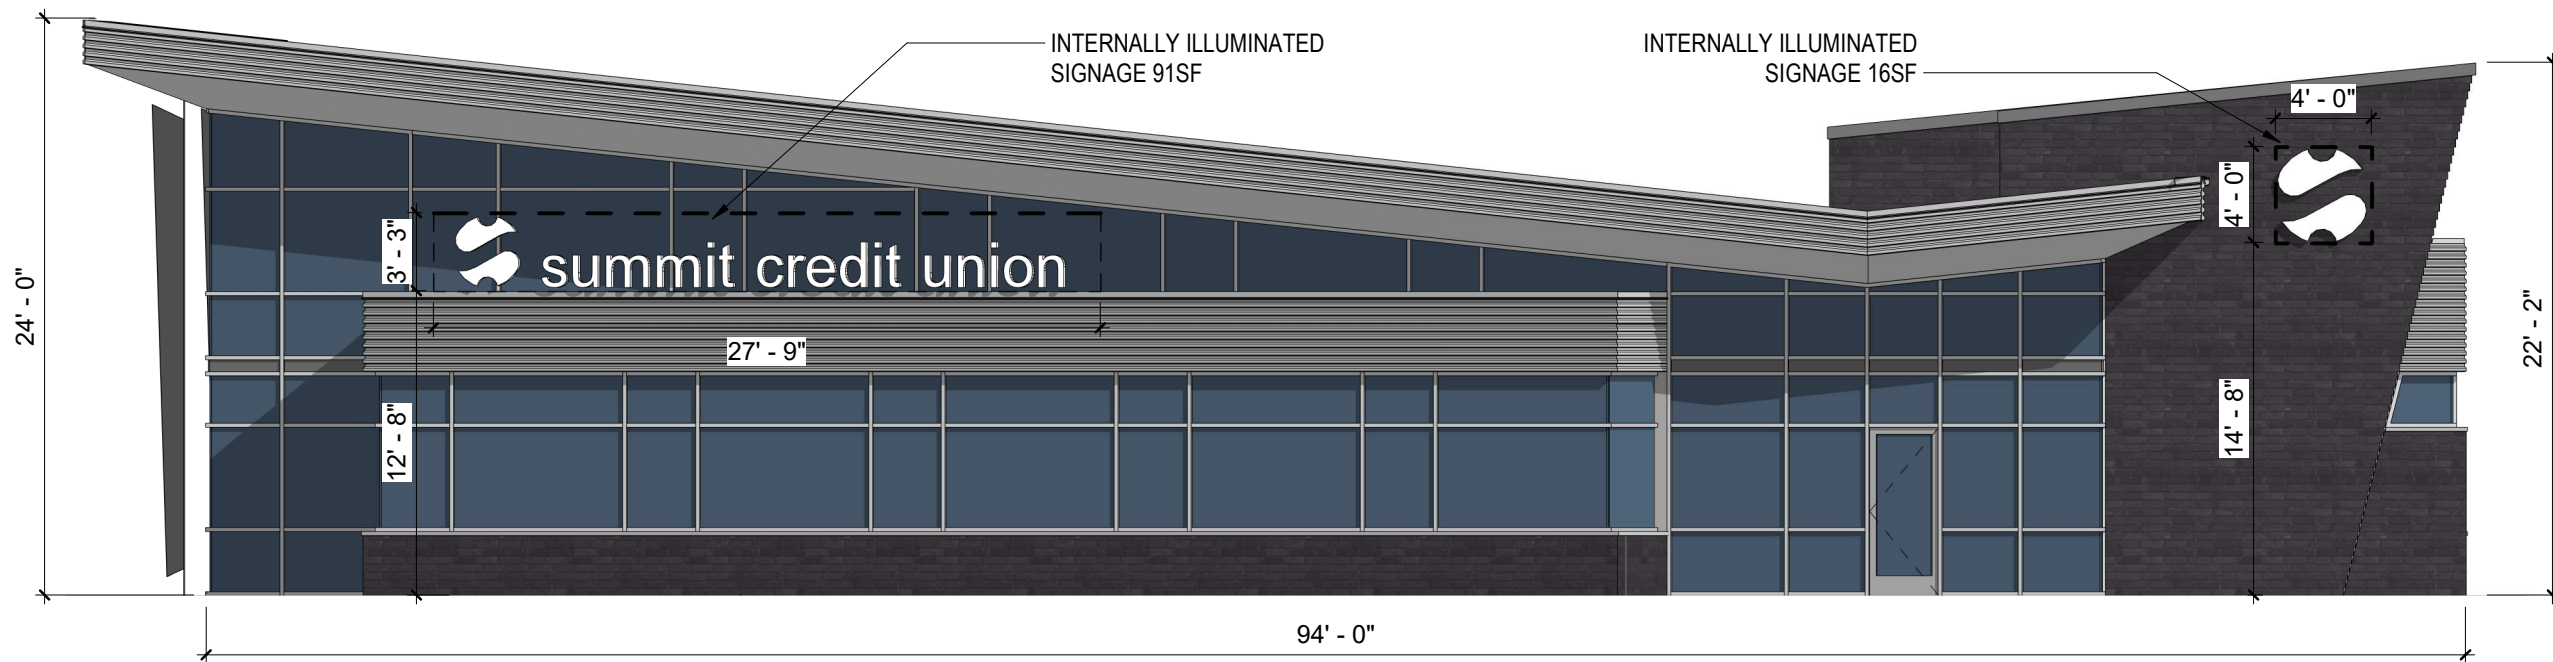 INTERNALLY ILLUMINATED
SIGNAGE 91SF
INTERNALLY ILLUMINATED
SIGNAGE 16SF
4' - 0"
4' - 0"
3' - 3"
summit credit union
24' - 0"
27' - 9"
22' - 2"
12' - 8"
14' - 8"
94' - 0"